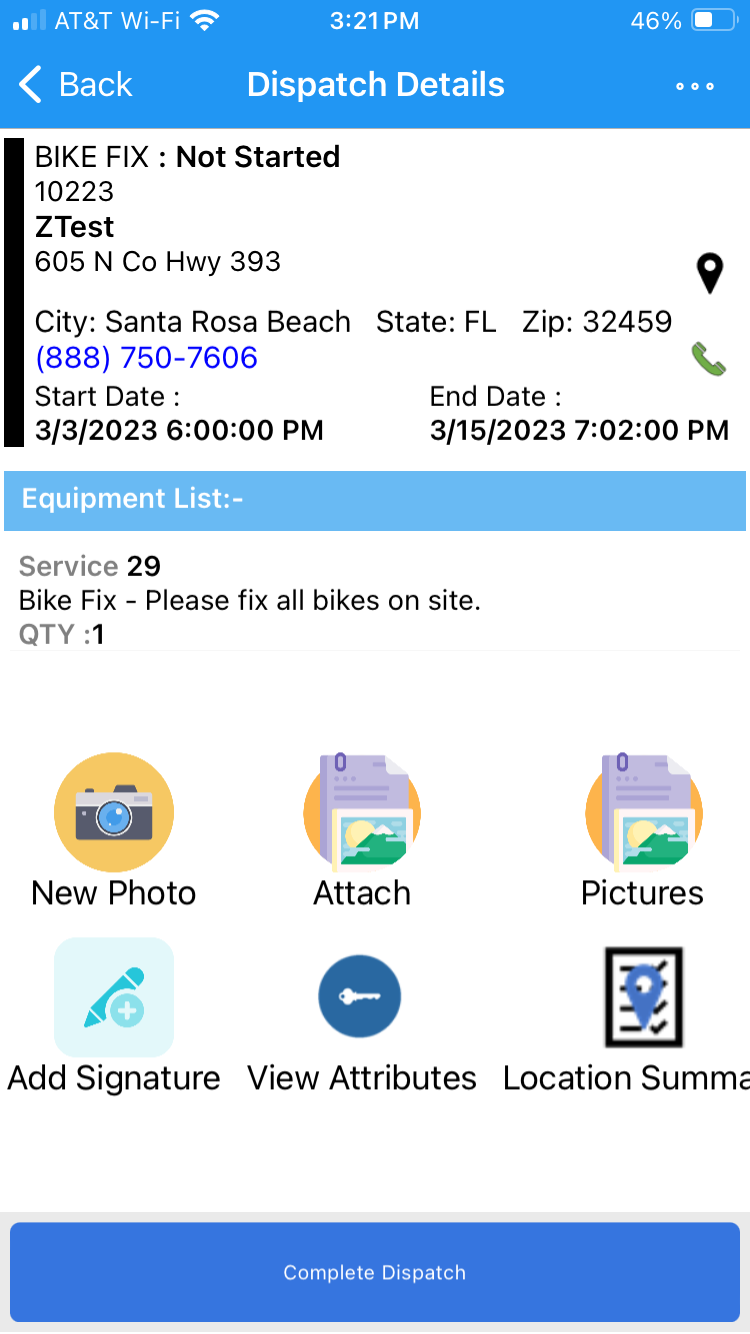 AT&T Wi-Fi 3:21 PM 46%
Back Dispatch Details
BIKE FIX : Not Started
10223
ZTest
605 N Co Hwy 393
City: Santa Rosa Beach State: FL Zip: 32459
(888) 750-7606
Start Date : End Date :
3/3/2023 6:00:00 PM 3/15/2023 7:02:00 PM
Equipment List:-
Service 29
Bike Fix - Please fix all bikes on site.
QTY :1
New Photo Attach Pictures
Add Signature View Attributes Location Summa
Complete Dispatch